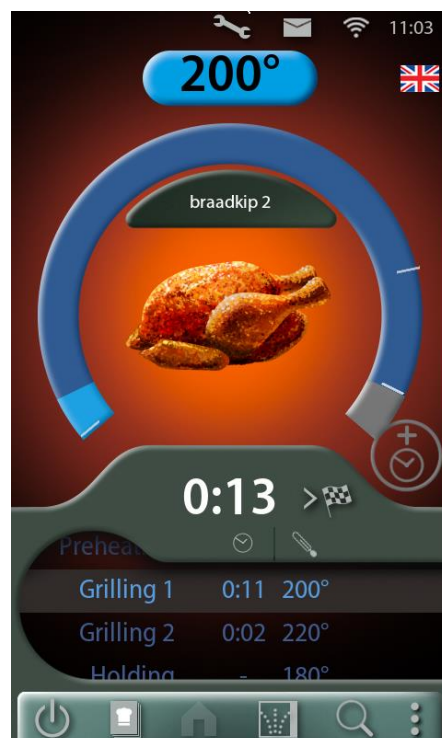 11:03
200°
braadkip 2
0:13 >
Grilling 1 0:11 200°
Grilling 2 0:02 220°
Holding - 180°